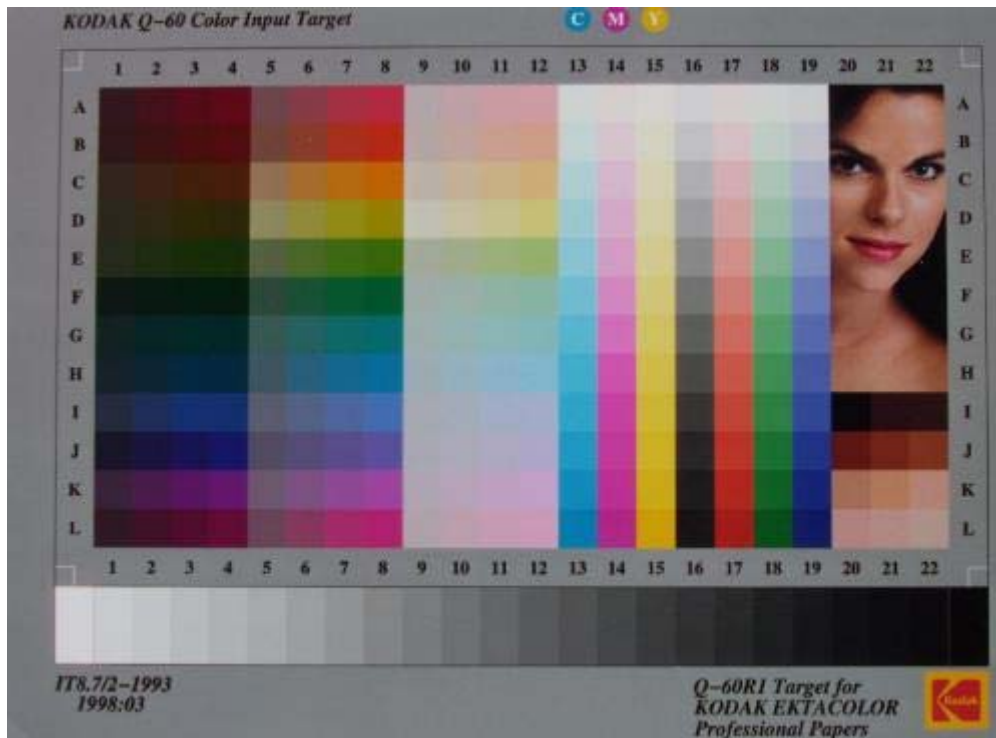 KODAK Q-60 Color Input Target
C M Y
1 2 3 4 5 6 7 8 9 10 11 12 13 14 15 16 17 18 19 20 21 22
A A
B B
C C
D D
E E
F F
G G
H H
I I
J J
K K
L L
1 2 3 4 5 6 7 8 9 10 11 12 13 14 15 16 17 18 19 20 21 22
IT8.7/2-1993
1998:03
Q-60R1 Target for
KODAK EKTACOLOR
Professional Papers
Kodak